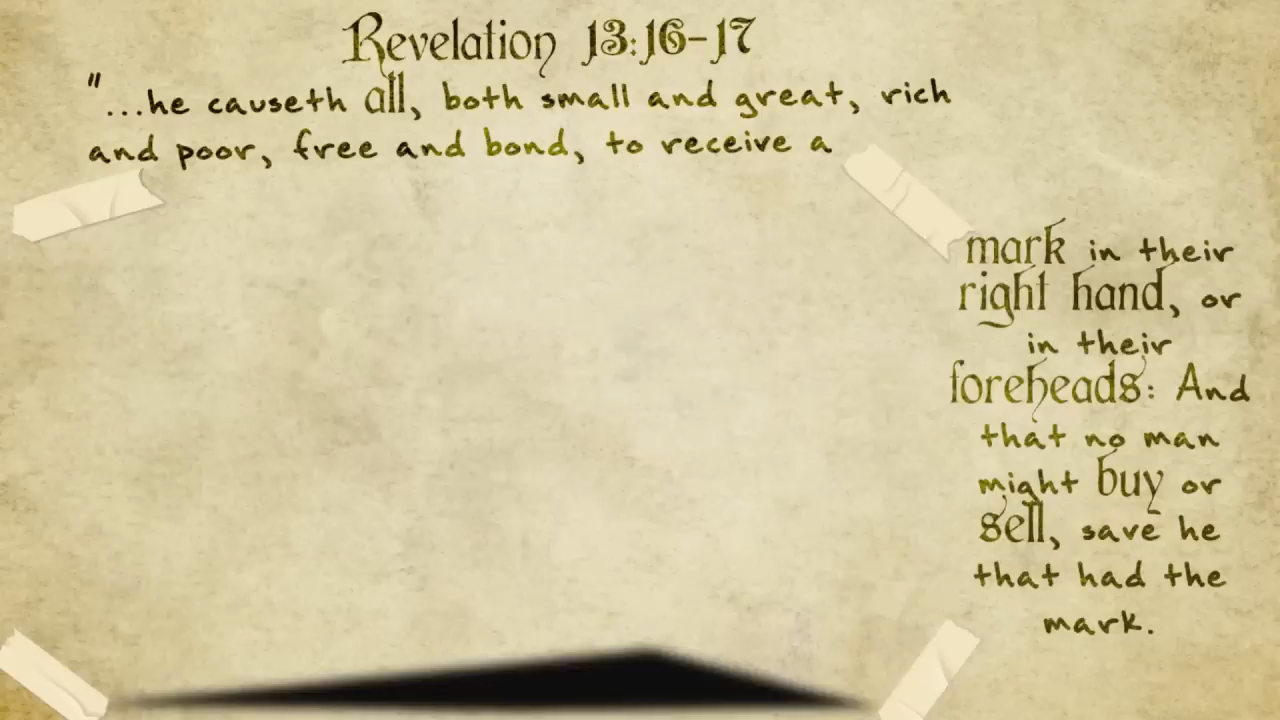 Revelation 13:16-17
"...he causeth all, both small and great, rich
and poor, free and bond, to receive a
mark in their
right hand, or
in their
foreheads: And
that no man
might buy or
sell, save he
that had the
mark.